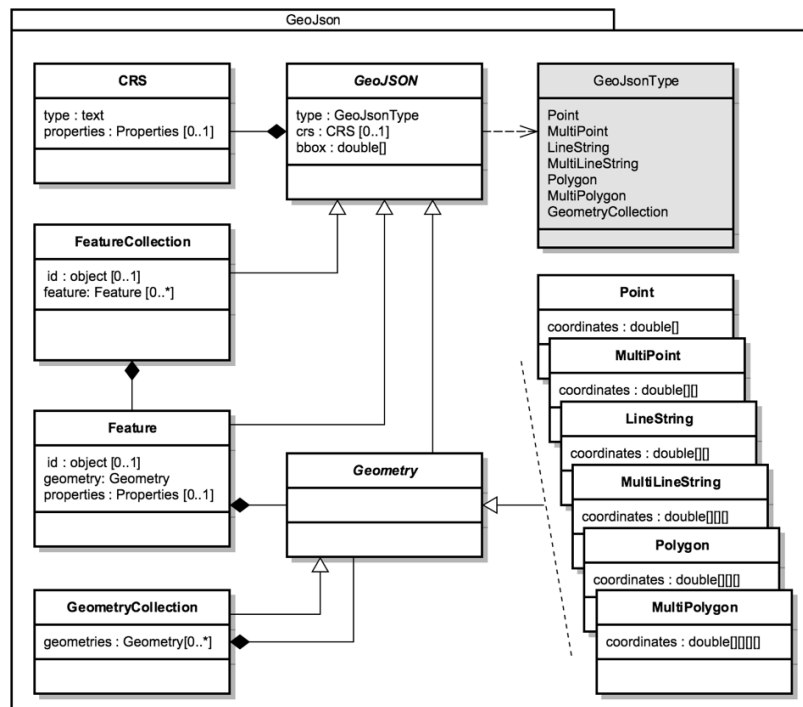 GeoJson
CRS
type : text
properties : Properties [0..1]
GeoJSON
type : GeoJsonType
crs : CRS [0..1]
bbox : double[]
GeoJsonType
Point
MultiPoint
LineString
MultiLineString
Polygon
MultiPolygon
GeometryCollection
FeatureCollection
id : object [0..1]
feature: Feature [0..*]
Feature
id : object [0..1]
geometry: Geometry
properties : Properties [0..1]
Geometry
GeometryCollection
geometries : Geometry[0..*]
Point
coordinates : double[]
MultiPoint
coordinates : double[][]
LineString
coordinates : double[][]
MultiLineString
coordinates : double[][][]
Polygon
coordinates : double[][][]
MultiPolygon
coordinates : double[][][][]